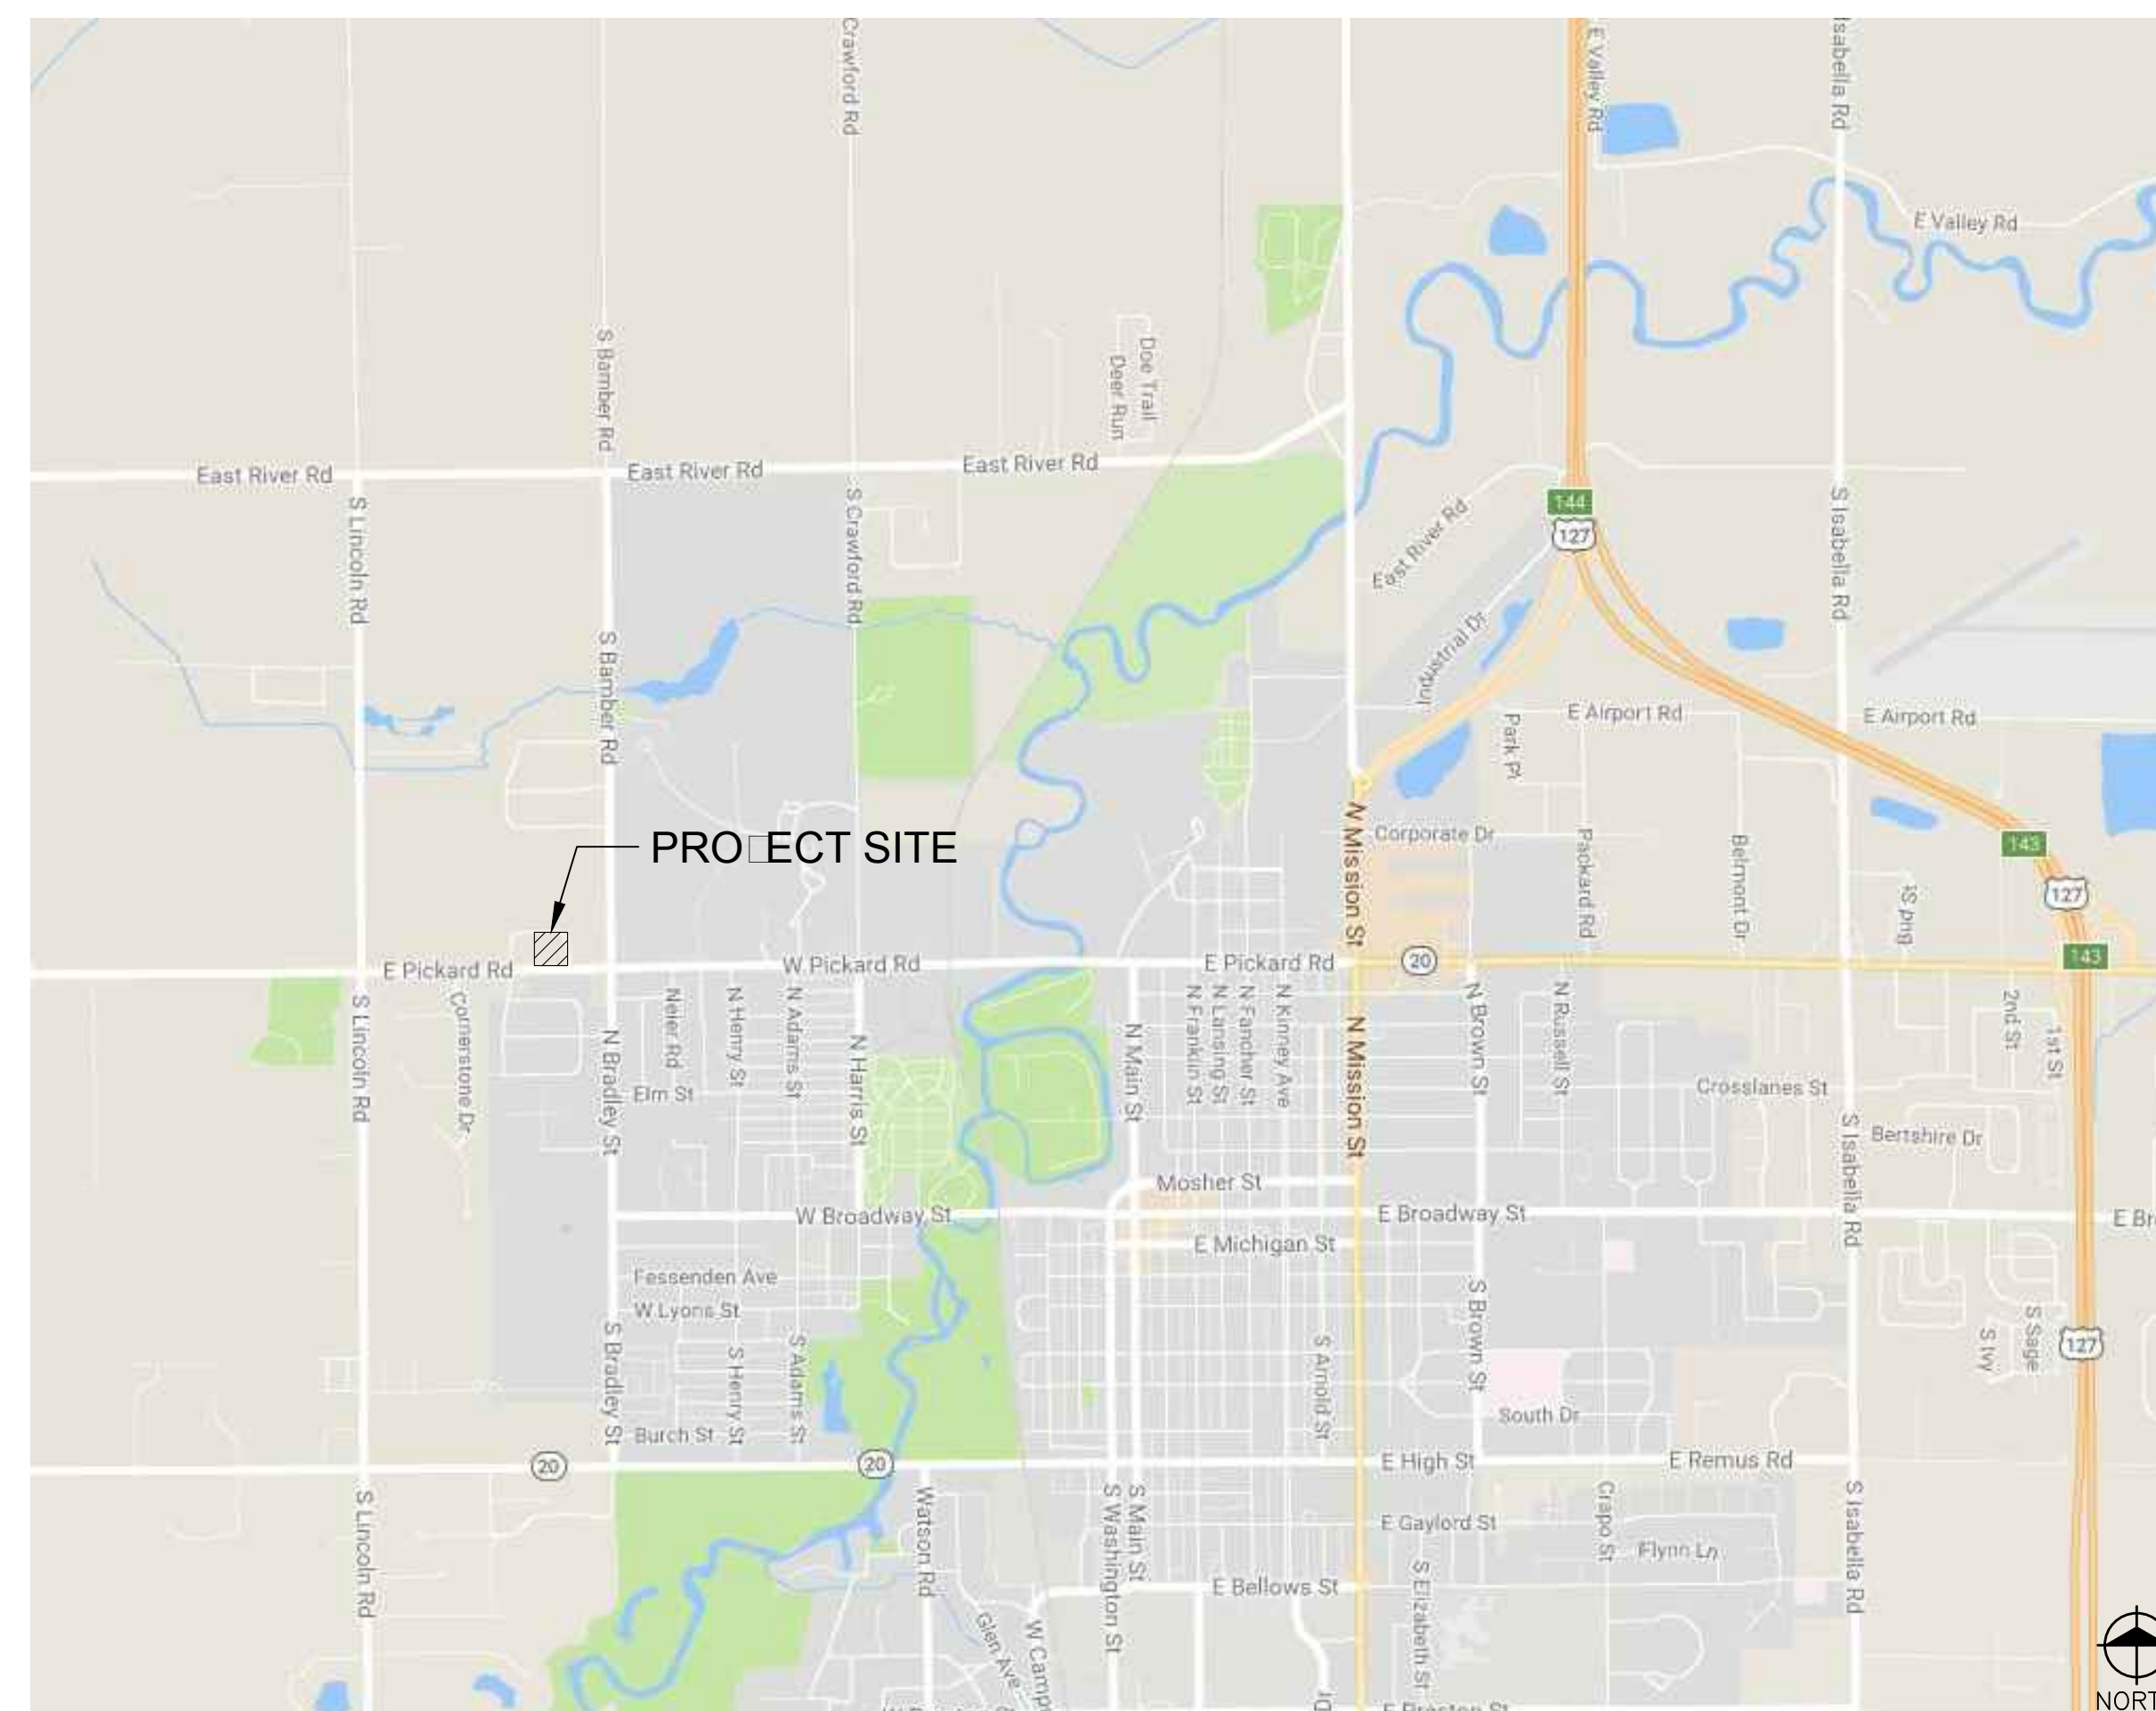 Crawford Rd
E Valley Rd
Isabella Rd
E Valley Rd
S Bamber Rd
Doe Trail
Deer Run
East River Rd
East River Rd
East River Rd
S Lincoln Rd
S Crawford Rd
144
127
East River Rd
S Isabella Rd
S Bamber Rd
Industrial Dr
Park Pl
E Airport Rd
E Airport Rd
PRO□ECT SITE
N Mission St
Corporate Dr
Packard Rd
Belmont Dr
Bud St
143
127
143
E Pickard Rd
W Pickard Rd
E Pickard Rd
20
S Lincoln Rd
Cornerstone Dr
N Bradley St
Neier Rd
N Henry St
N Adams St
N Harris St
N Main St
N Franklin St
N Lansing St
N Fancher St
N Kinney Ave
N Mission St
N Brown St
N Russell St
2nd St
1st St
Elm St
Crosslanes St
Bertshire Dr
S Isabella Rd
Mosher St
W Broadway St
E Broadway St
E Br
E Michigan St
Fessenden Ave
W Lyons St
S Bradley St
S Henry St
S Adams St
S Arnold St
S Brown St
S Ivy
S Sage
127
South Dr
Burch St
20
20
E High St
E Remus Rd
S Lincoln Rd
Watson Rd
S Washington St
S Main St
E Gaylord St
Crapo St
Flynn Ln
S Isabella Rd
E Bellows St
S Elizabeth St
Glen Ave
W Camp
E Preston St
NORT